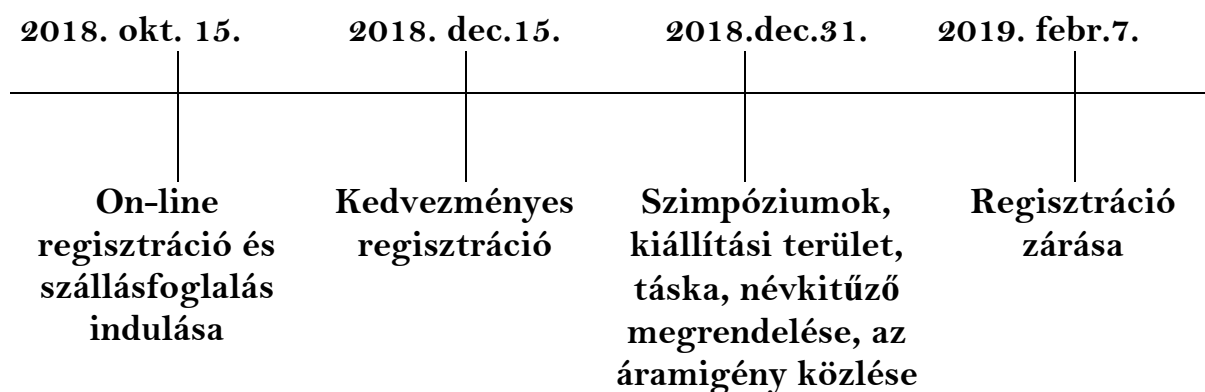 2018. okt. 15.
2018. dec.15.
2018.dec.31.
2019. febr.7.
On-line
regisztráció és
szállásfoglalás
indulása
Kedvezményes
regisztráció
Szimpóziumok,
kiállítási terület,
táska, névkitűző
megrendelése, az
áramigény közlése
Regisztráció
zárása